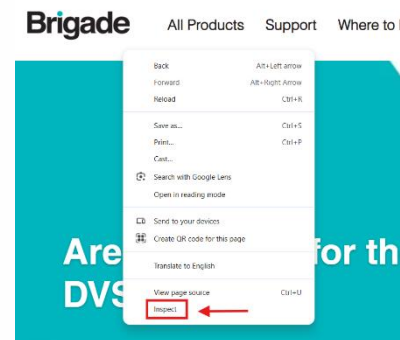 Brigade
All Products Support Where to
Back Alt+Left arrow
Forward Alt+Right Arrow
Reload Ctrl+R
Save as... Ctrl+S
Print... Ctrl+P
Cast...
Search with Google Lens
Open in reading mode
Send to your devices
Create QR code for this page
Translate to English
View page source Ctrl+U
Inspect
Are for th
DVS